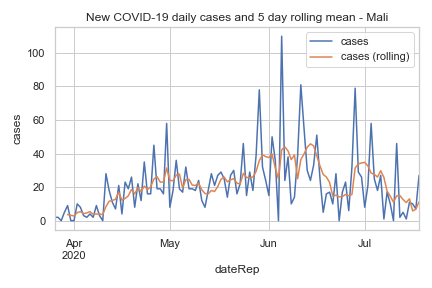 New COVID-19 daily cases and 5 day rolling mean - Mali
cases
cases (rolling)
cases
100
80
60
40
20
0
Apr
2020
May
Jun
Jul
dateRep